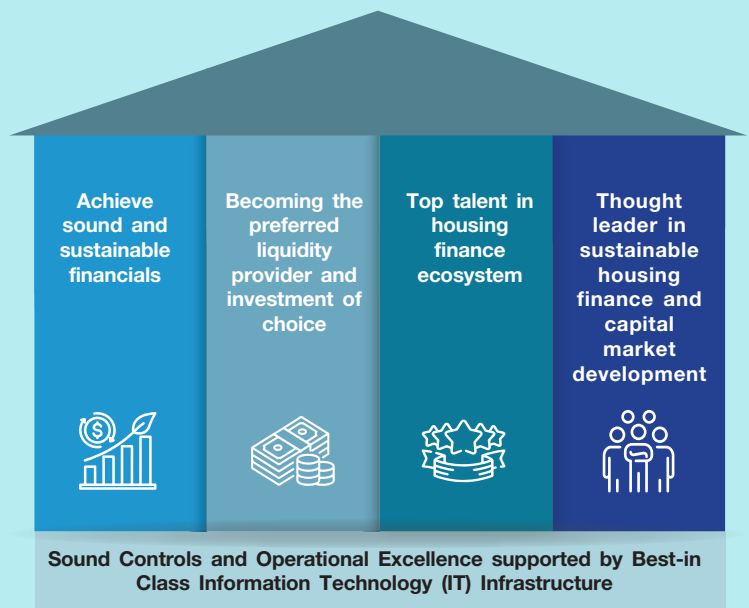 Achieve
sound and
sustainable
financials
Becoming the
preferred
liquidity
provider and
investment of
choice
Top talent in
housing
finance
ecosystem
Thought
leader in
sustainable
housing
finance and
capital
market
development
$
Sound Controls and Operational Excellence supported by Best-in
Class Information Technology (IT) Infrastructure